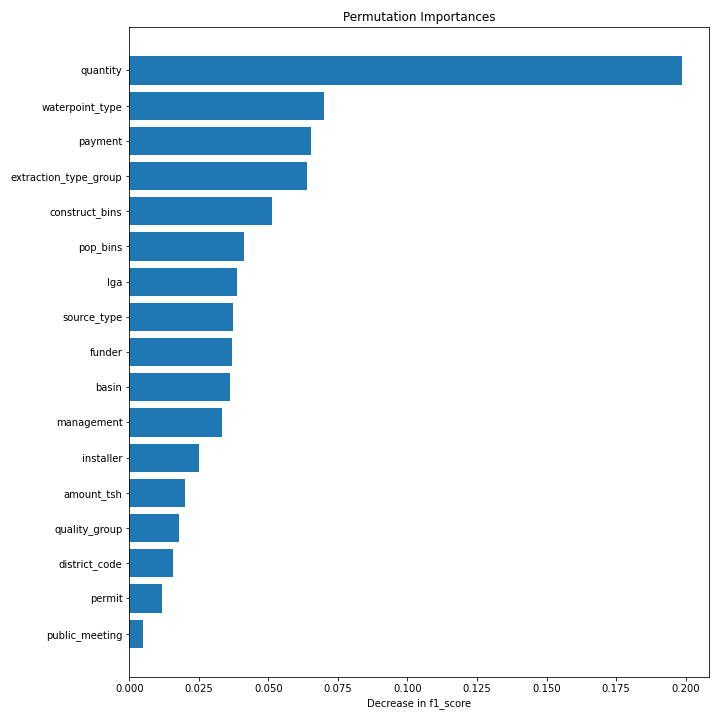 Permutation Importances
quantity
waterpoint_type
payment
extraction_type_group
construct_bins
pop_bins
lga
source_type
funder
basin
management
installer
amount_tsh
quality_group
district_code
permit
public_meeting
0.000 0.025 0.050 0.075 0.100 0.125 0.150 0.175 0.200
Decrease in f1_score